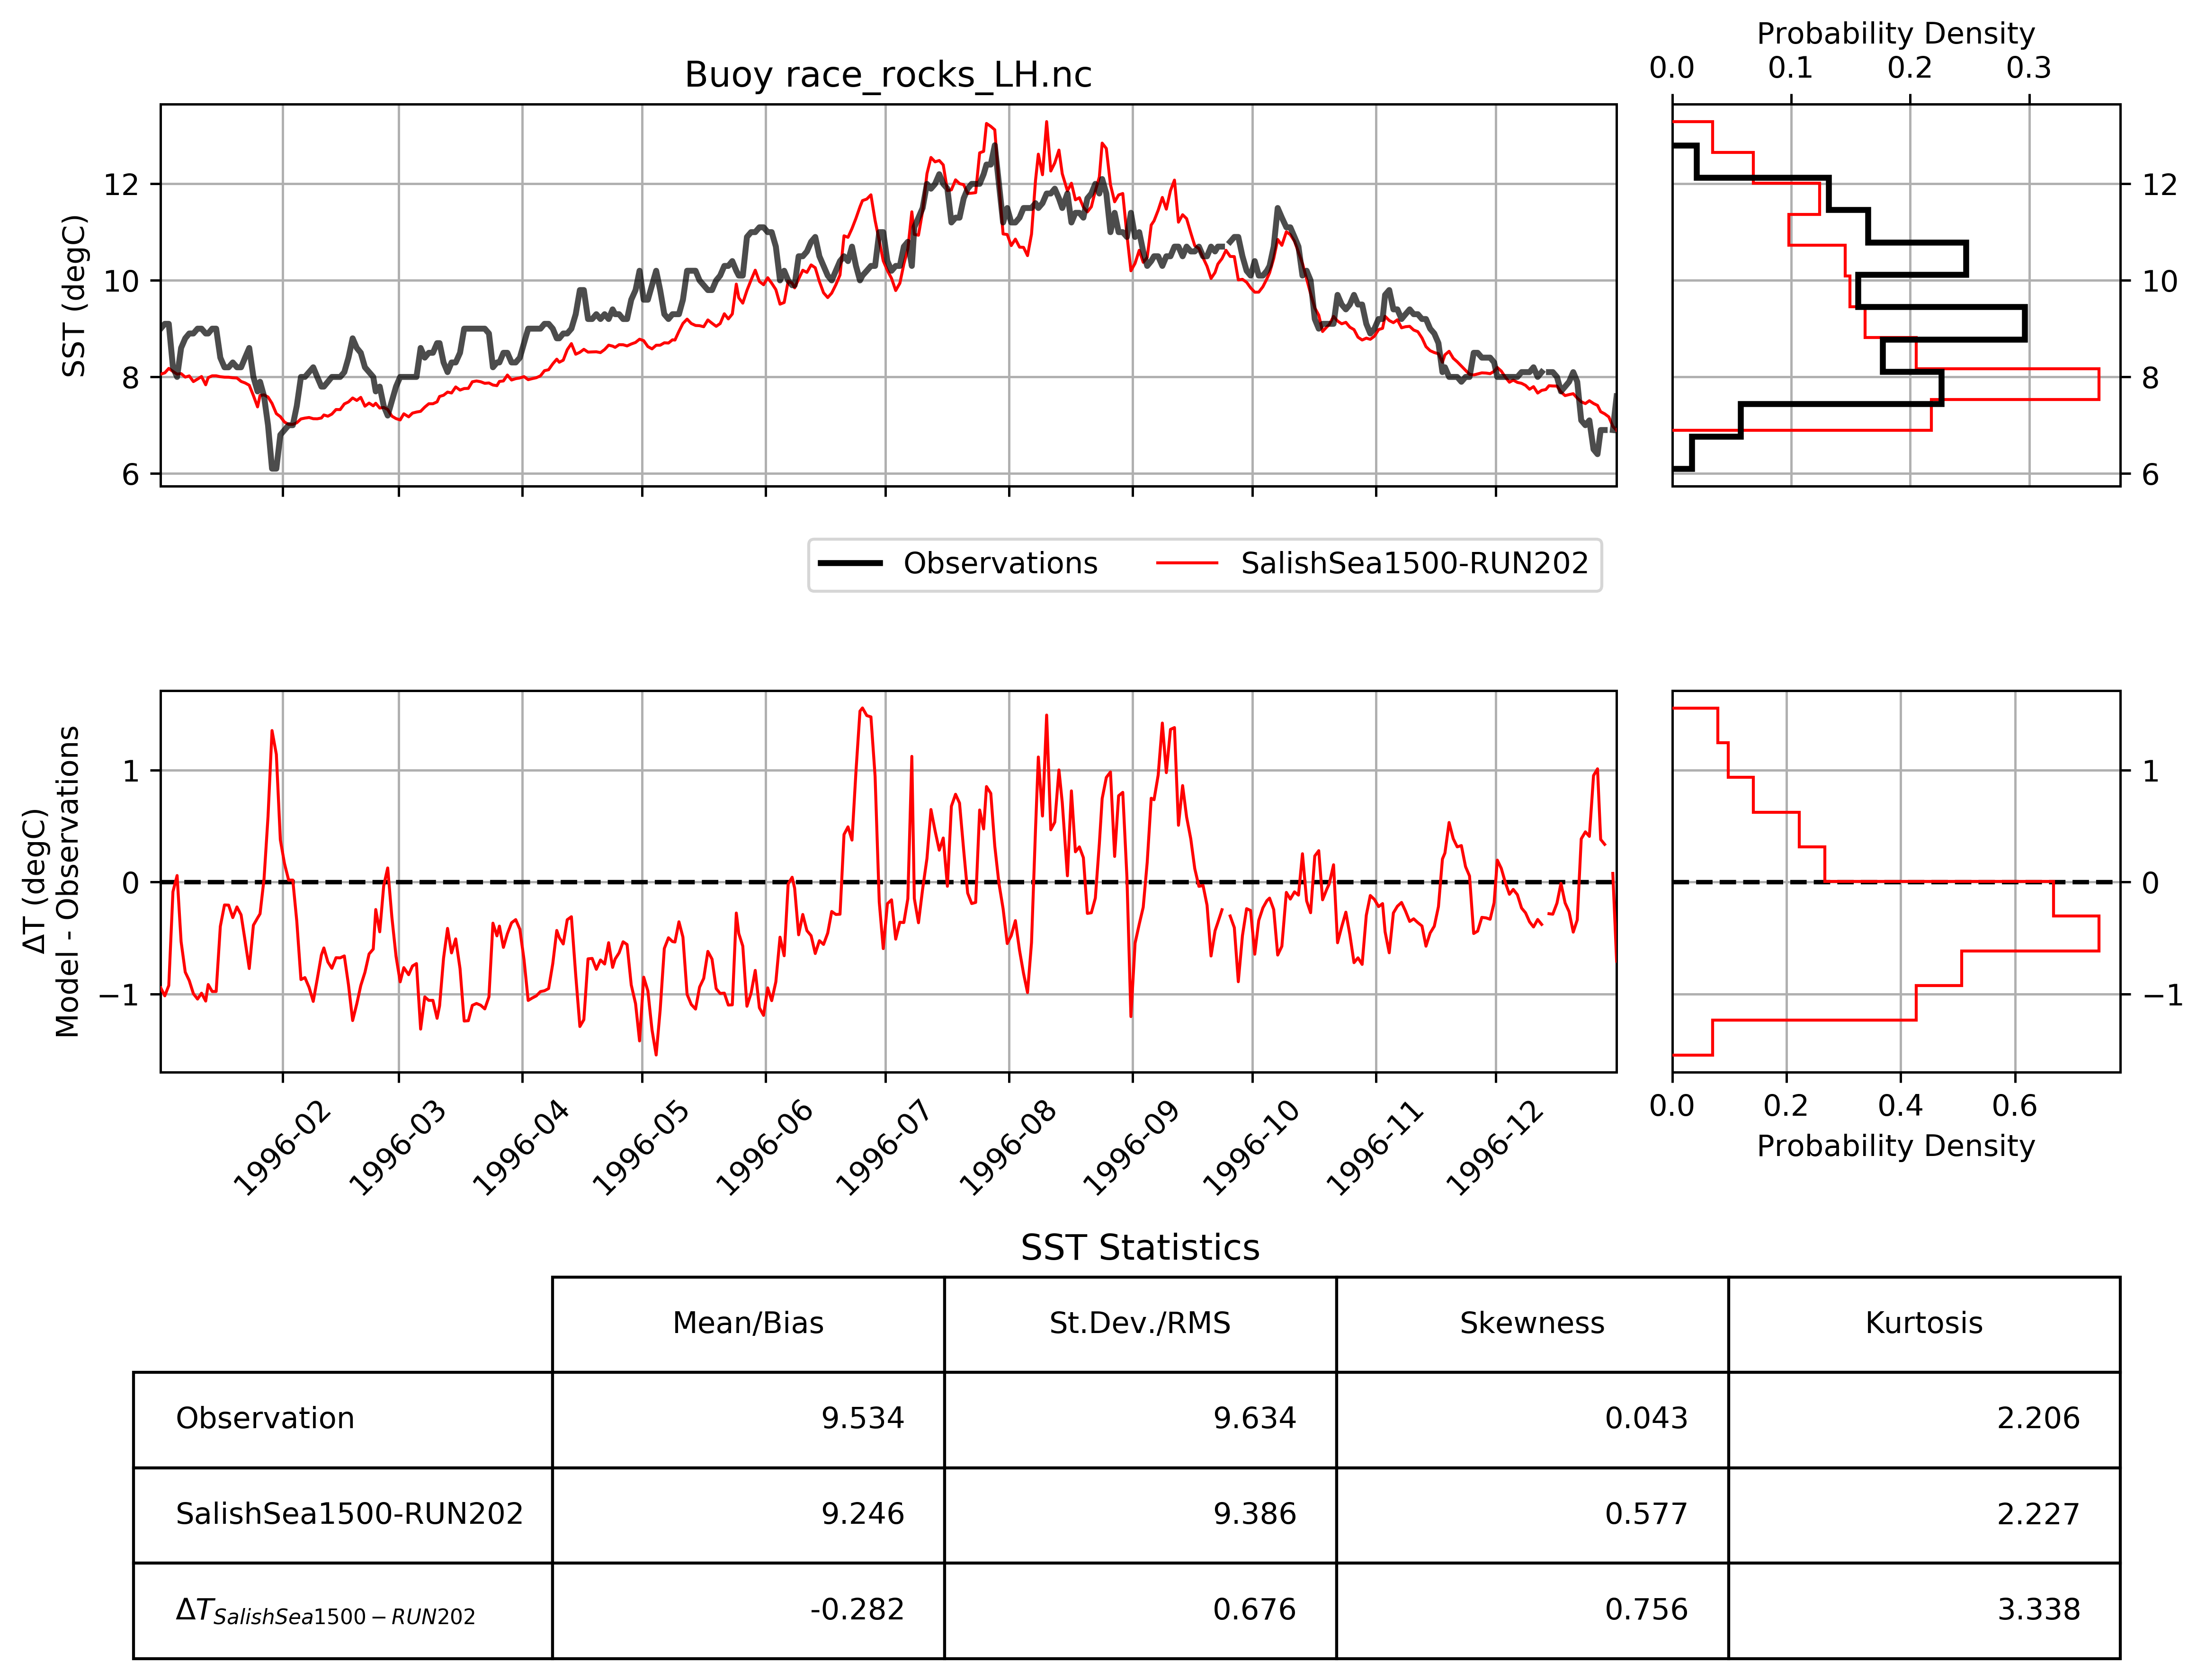 Probability Density
0.0 0.1 0.2 0.3
Buoy race_rocks_LH.nc
SST (degC)
12
10
8
6
12
10
8
6
Observations SalishSea1500-RUN202
ΔT (degC)
Model - Observations
1
0
−1
1
0
−1
1996-02 1996-03 1996-04 1996-05 1996-06 1996-07 1996-08 1996-09 1996-10 1996-11 1996-12
0.0 0.2 0.4 0.6
Probability Density
SST Statistics
Mean/Bias St.Dev./RMS Skewness Kurtosis
Observation 9.534 9.634 0.043 2.206
SalishSea1500-RUN202 9.246 9.386 0.577 2.227
ΔT SalishSea1500−RUN202 -0.282 0.676 0.756 3.338